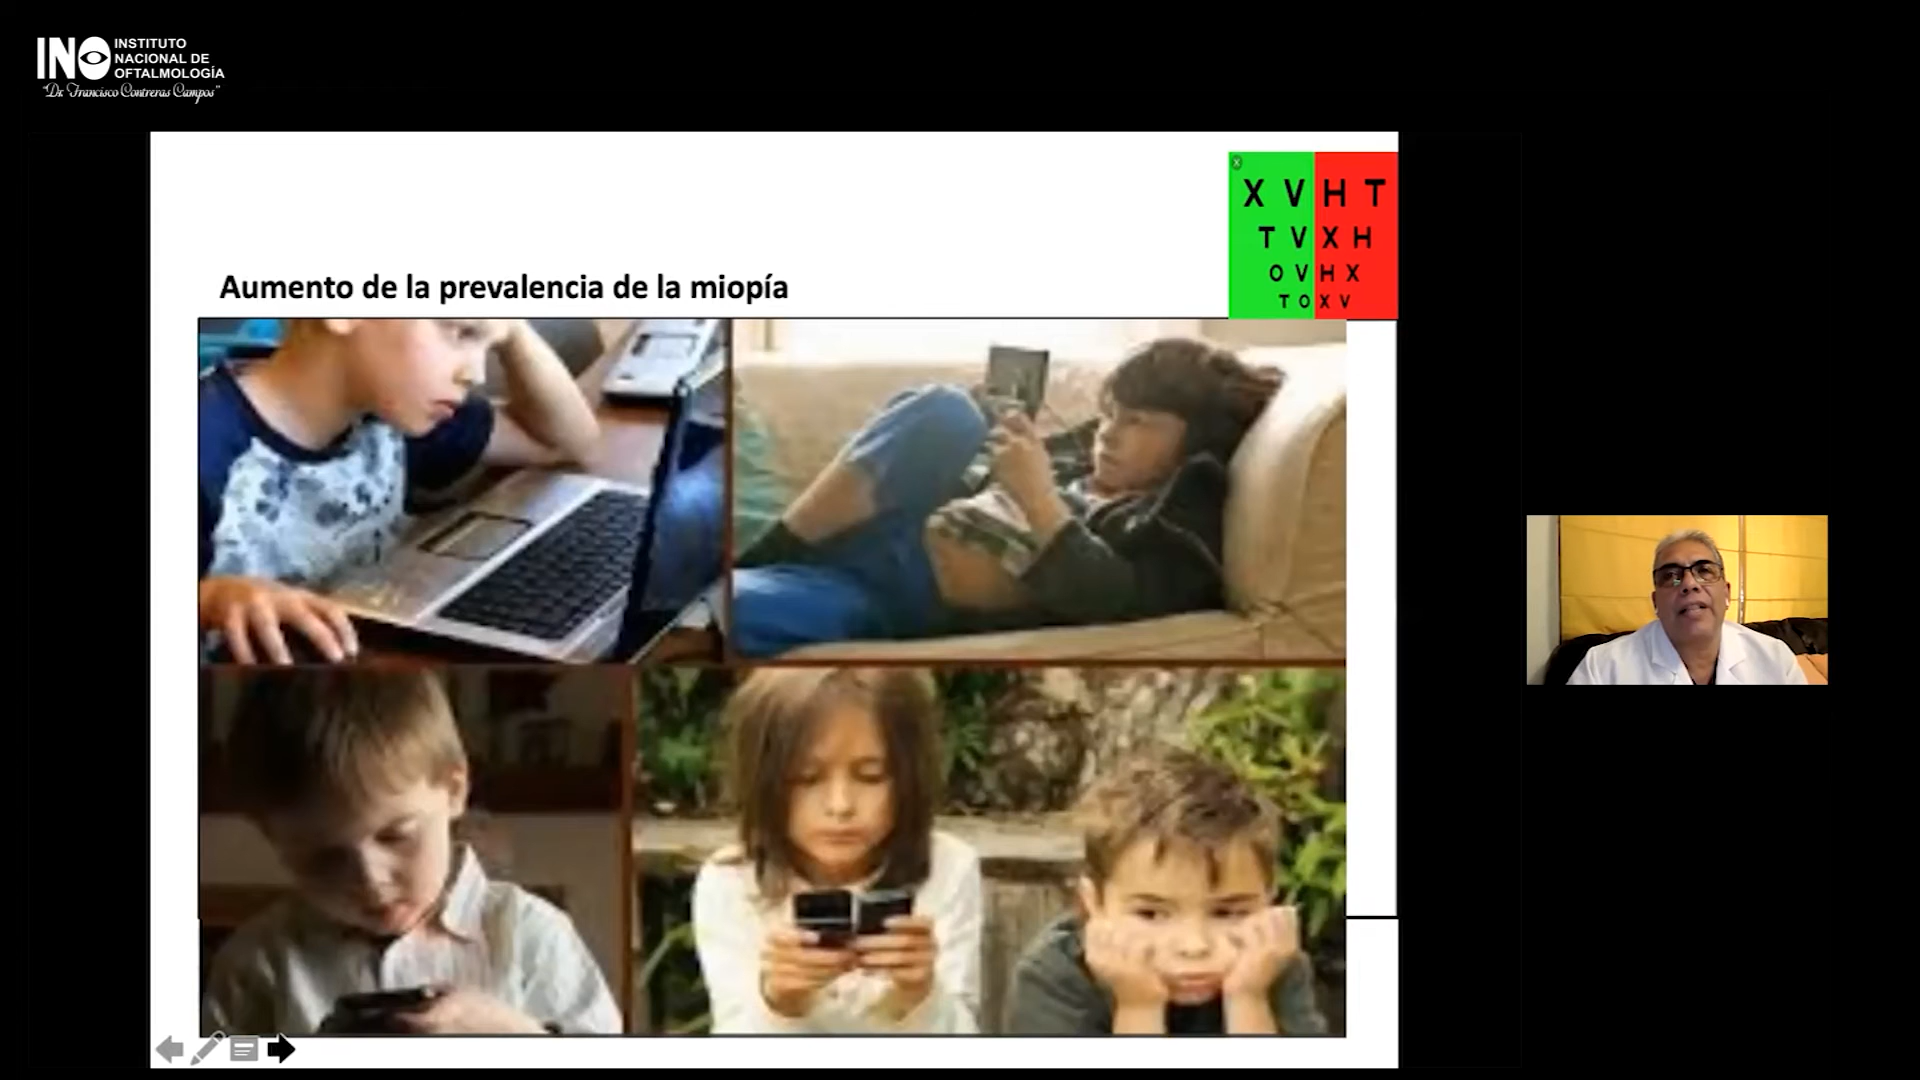 INO INSTITUTO
NACIONAL DE
OFTALMOLOGÍA
"Dr. Francisco Contreras Campos"
X
X V H T
T V X H
O V H X
T O X V
Aumento de la prevalencia de la miopía